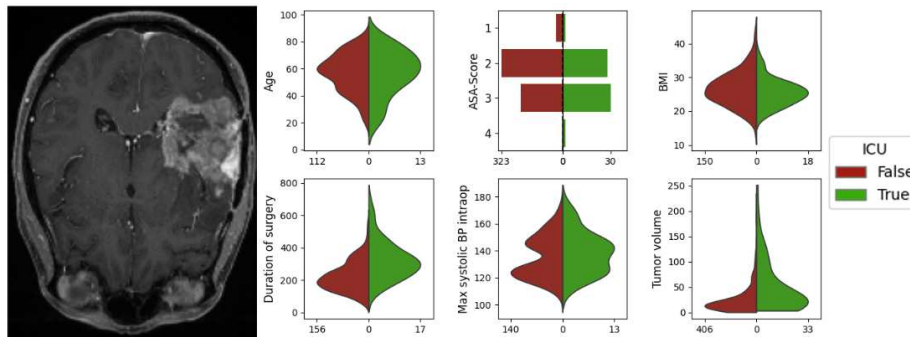 Age
80
60
40
20
0
112 0 13
ASA-Score
1
2
3
4
323 0 30
BMI
40
30
20
10
150 0 18
ICU
False
True
Duration of surgery
800
600
400
200
0
156 0 17
Max systolic BP intraop
180
160
140
120
100
140 0 13
Tumor volume
250
200
150
100
50
0
406 0 33